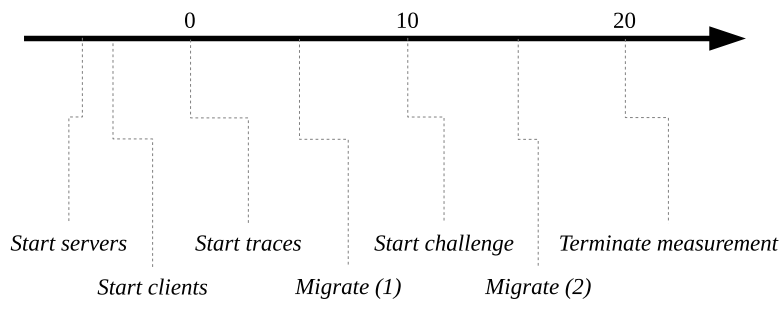 0 10 20
Start servers Start traces Start challenge Terminate measurement
Start clients Migrate (1) Migrate (2)